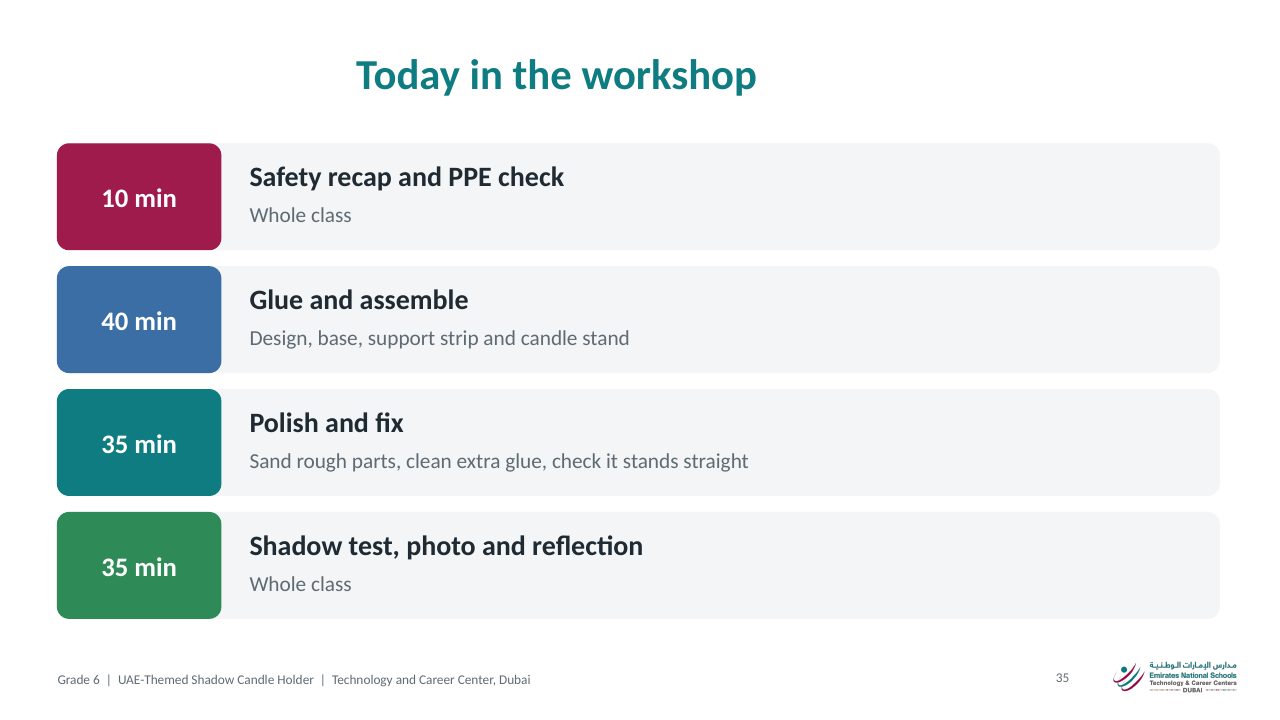 Today in the workshop
10 min
Safety recap and PPE check
Whole class
40 min
Glue and assemble
Design, base, support strip and candle stand
35 min
Polish and fix
Sand rough parts, clean extra glue, check it stands straight
35 min
Shadow test, photo and reflection
Whole class
Grade 6 | UAE-Themed Shadow Candle Holder | Technology and Career Center, Dubai
35
مدارس الإمارات الوطنية
Emirates National Schools
Technology & Career Centers
DUBAI